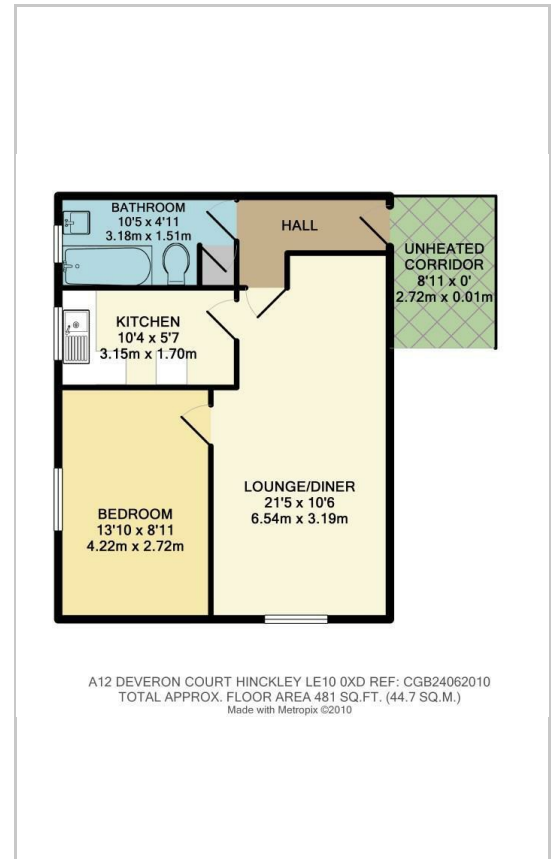 BATHROOM
10'5 x 4'11
3.18m x 1.51m
HALL
UNHEATED
CORRIDOR
8'11 x 0'
2.72m x 0.01m
KITCHEN
10'4 x 5'7
3.15m x 1.70m
LOUNGE/DINER
21'5 x 10'6
6.54m x 3.19m
BEDROOM
13'10 x 8'11
4.22m x 2.72m
A12 DEVERON COURT HINCKLEY LE10 0XD REF: CGB24062010
TOTAL APPROX. FLOOR AREA 481 SQ.FT. (44.7 SQ.M.)
Made with Metropix ©2010